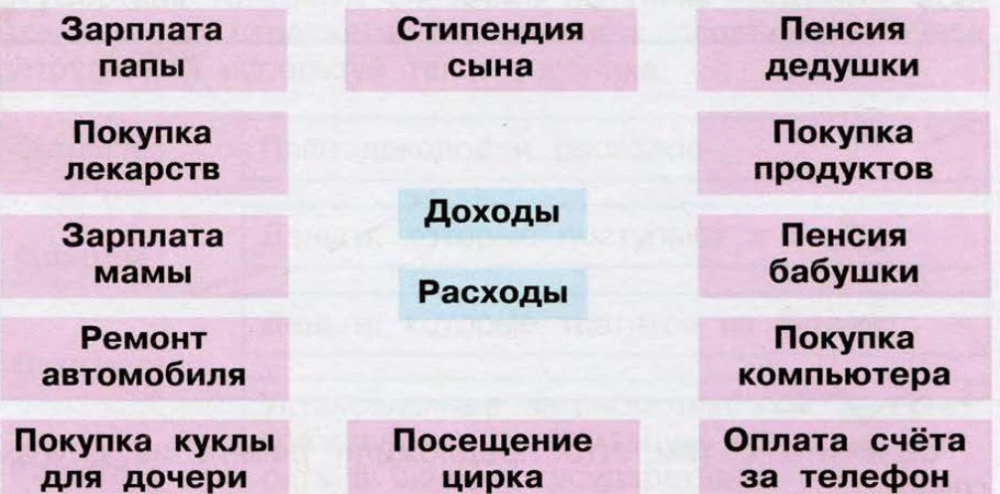 Зарплата
папы
Стипендия
сына
Пенсия
дедушки
Покупка
лекарств
Покупка
продуктов
Доходы
Зарплата
мамы
Пенсия
бабушки
Расходы
Ремонт
автомобиля
Покупка
компьютера
Покупка куклы
для дочери
Посещение
цирка
Оплата счёта
за телефон